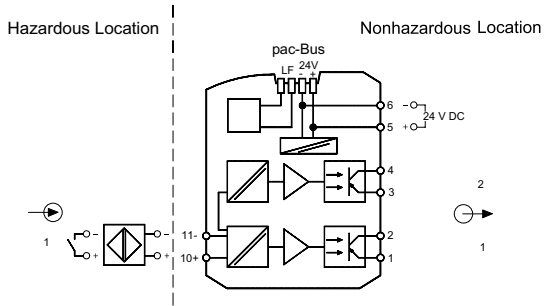 Hazardous Location
Nonhazardous Location
pac-Bus
LF 24V
- +
6 - 24 V DC
5 +
4
3
2
1 - -
+ +
11-
10+
2
1
1